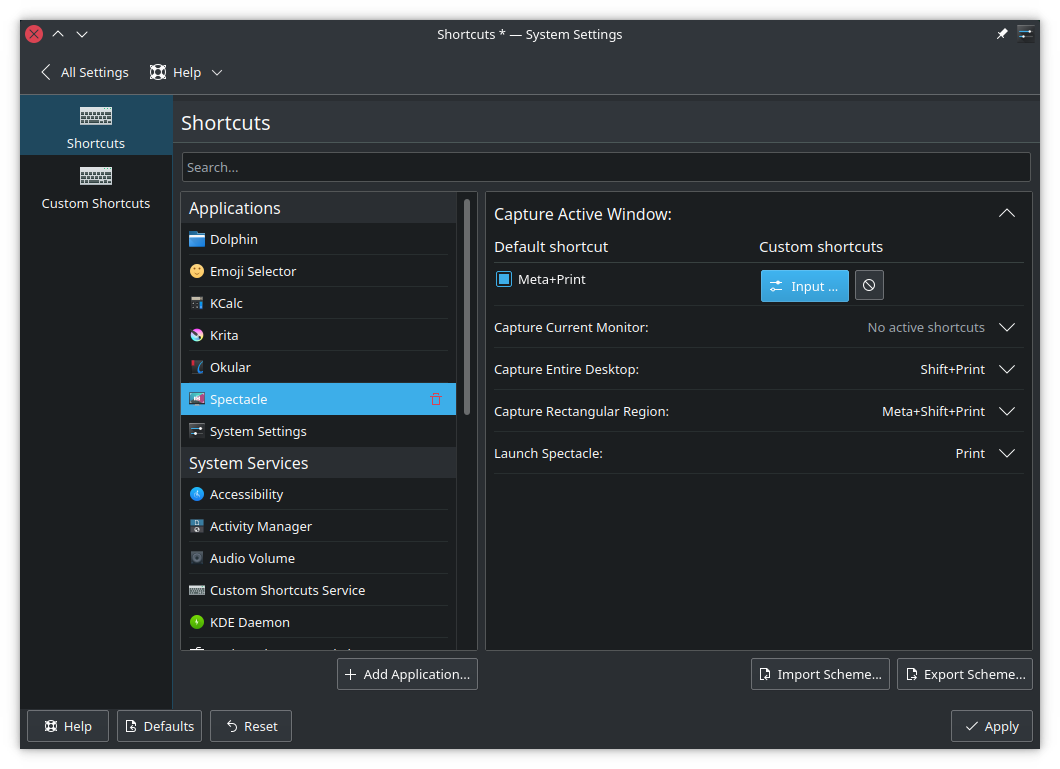 Shortcuts * — System Settings
All Settings
Help
Shortcuts
Custom Shortcuts
Shortcuts
Search...
Applications
Dolphin
Emoji Selector
KCalc
Krita
Okular
Spectacle
System Settings
System Services
Accessibility
Activity Manager
Audio Volume
Custom Shortcuts Service
KDE Daemon
Add Application...
Capture Active Window:
Default shortcut Custom shortcuts
Meta+Print Input ...
Capture Current Monitor: No active shortcuts
Capture Entire Desktop: Shift+Print
Capture Rectangular Region: Meta+Shift+Print
Launch Spectacle: Print
Import Scheme... Export Scheme...
Help Defaults Reset Apply